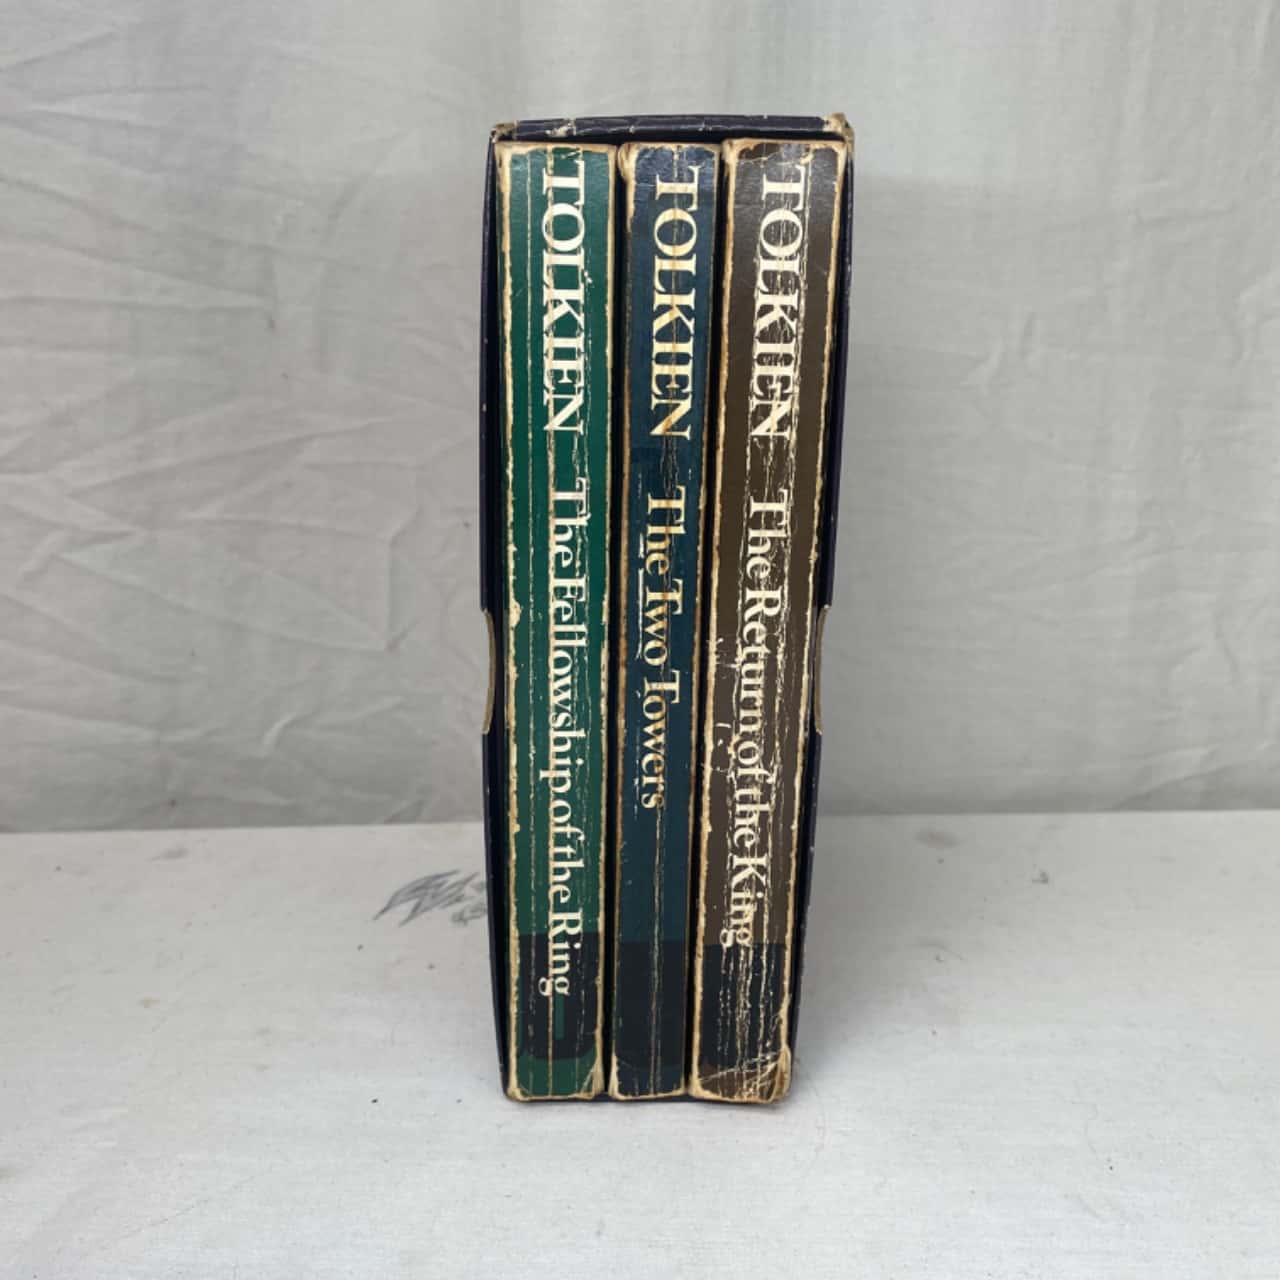 TOLKIEN The Fellowship of the Ring
TOLKIEN The Two Towers
TOLKIEN The Return of the King